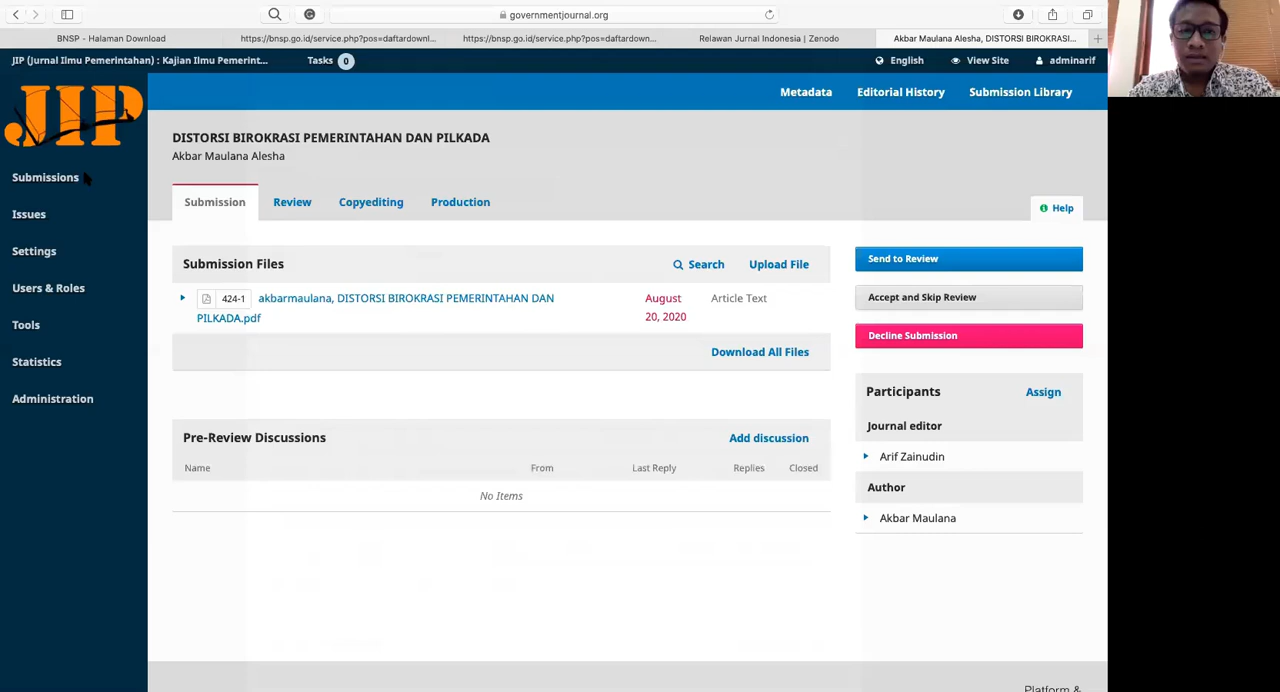 governmentjournal.org
BNSP - Halaman Download
https://bnsp.go.id/service.php?pos=daftardownl...
https://bnsp.go.id/service.php?pos=daftardown...
Relawan Jurnal Indonesia | Zenodo
Akbar Maulana Alesha, DISTORSI BIROKRASI...
JIP (Jurnal Ilmu Pemerintahan) : Kajian Ilmu Pemerint...
Tasks 0
English
View Site
adminarif
JIP
Metadata
Editorial History
Submission Library
DISTORSI BIROKRASI PEMERINTAHAN DAN PILKADA
Akbar Maulana Alesha
Submissions
Issues
Settings
Users & Roles
Tools
Statistics
Administration
Submission
Review
Copyediting
Production
Help
Submission Files
Search
Upload File
424-1 akbarmaulana, DISTORSI BIROKRASI PEMERINTAHAN DAN
PILKADA.pdf
August
20, 2020
Article Text
Download All Files
Pre-Review Discussions
Add discussion
Name
From
Last Reply
Replies
Closed
No Items
Send to Review
Accept and Skip Review
Decline Submission
Participants
Assign
Journal editor
Arif Zainudin
Author
Akbar Maulana
Platform &